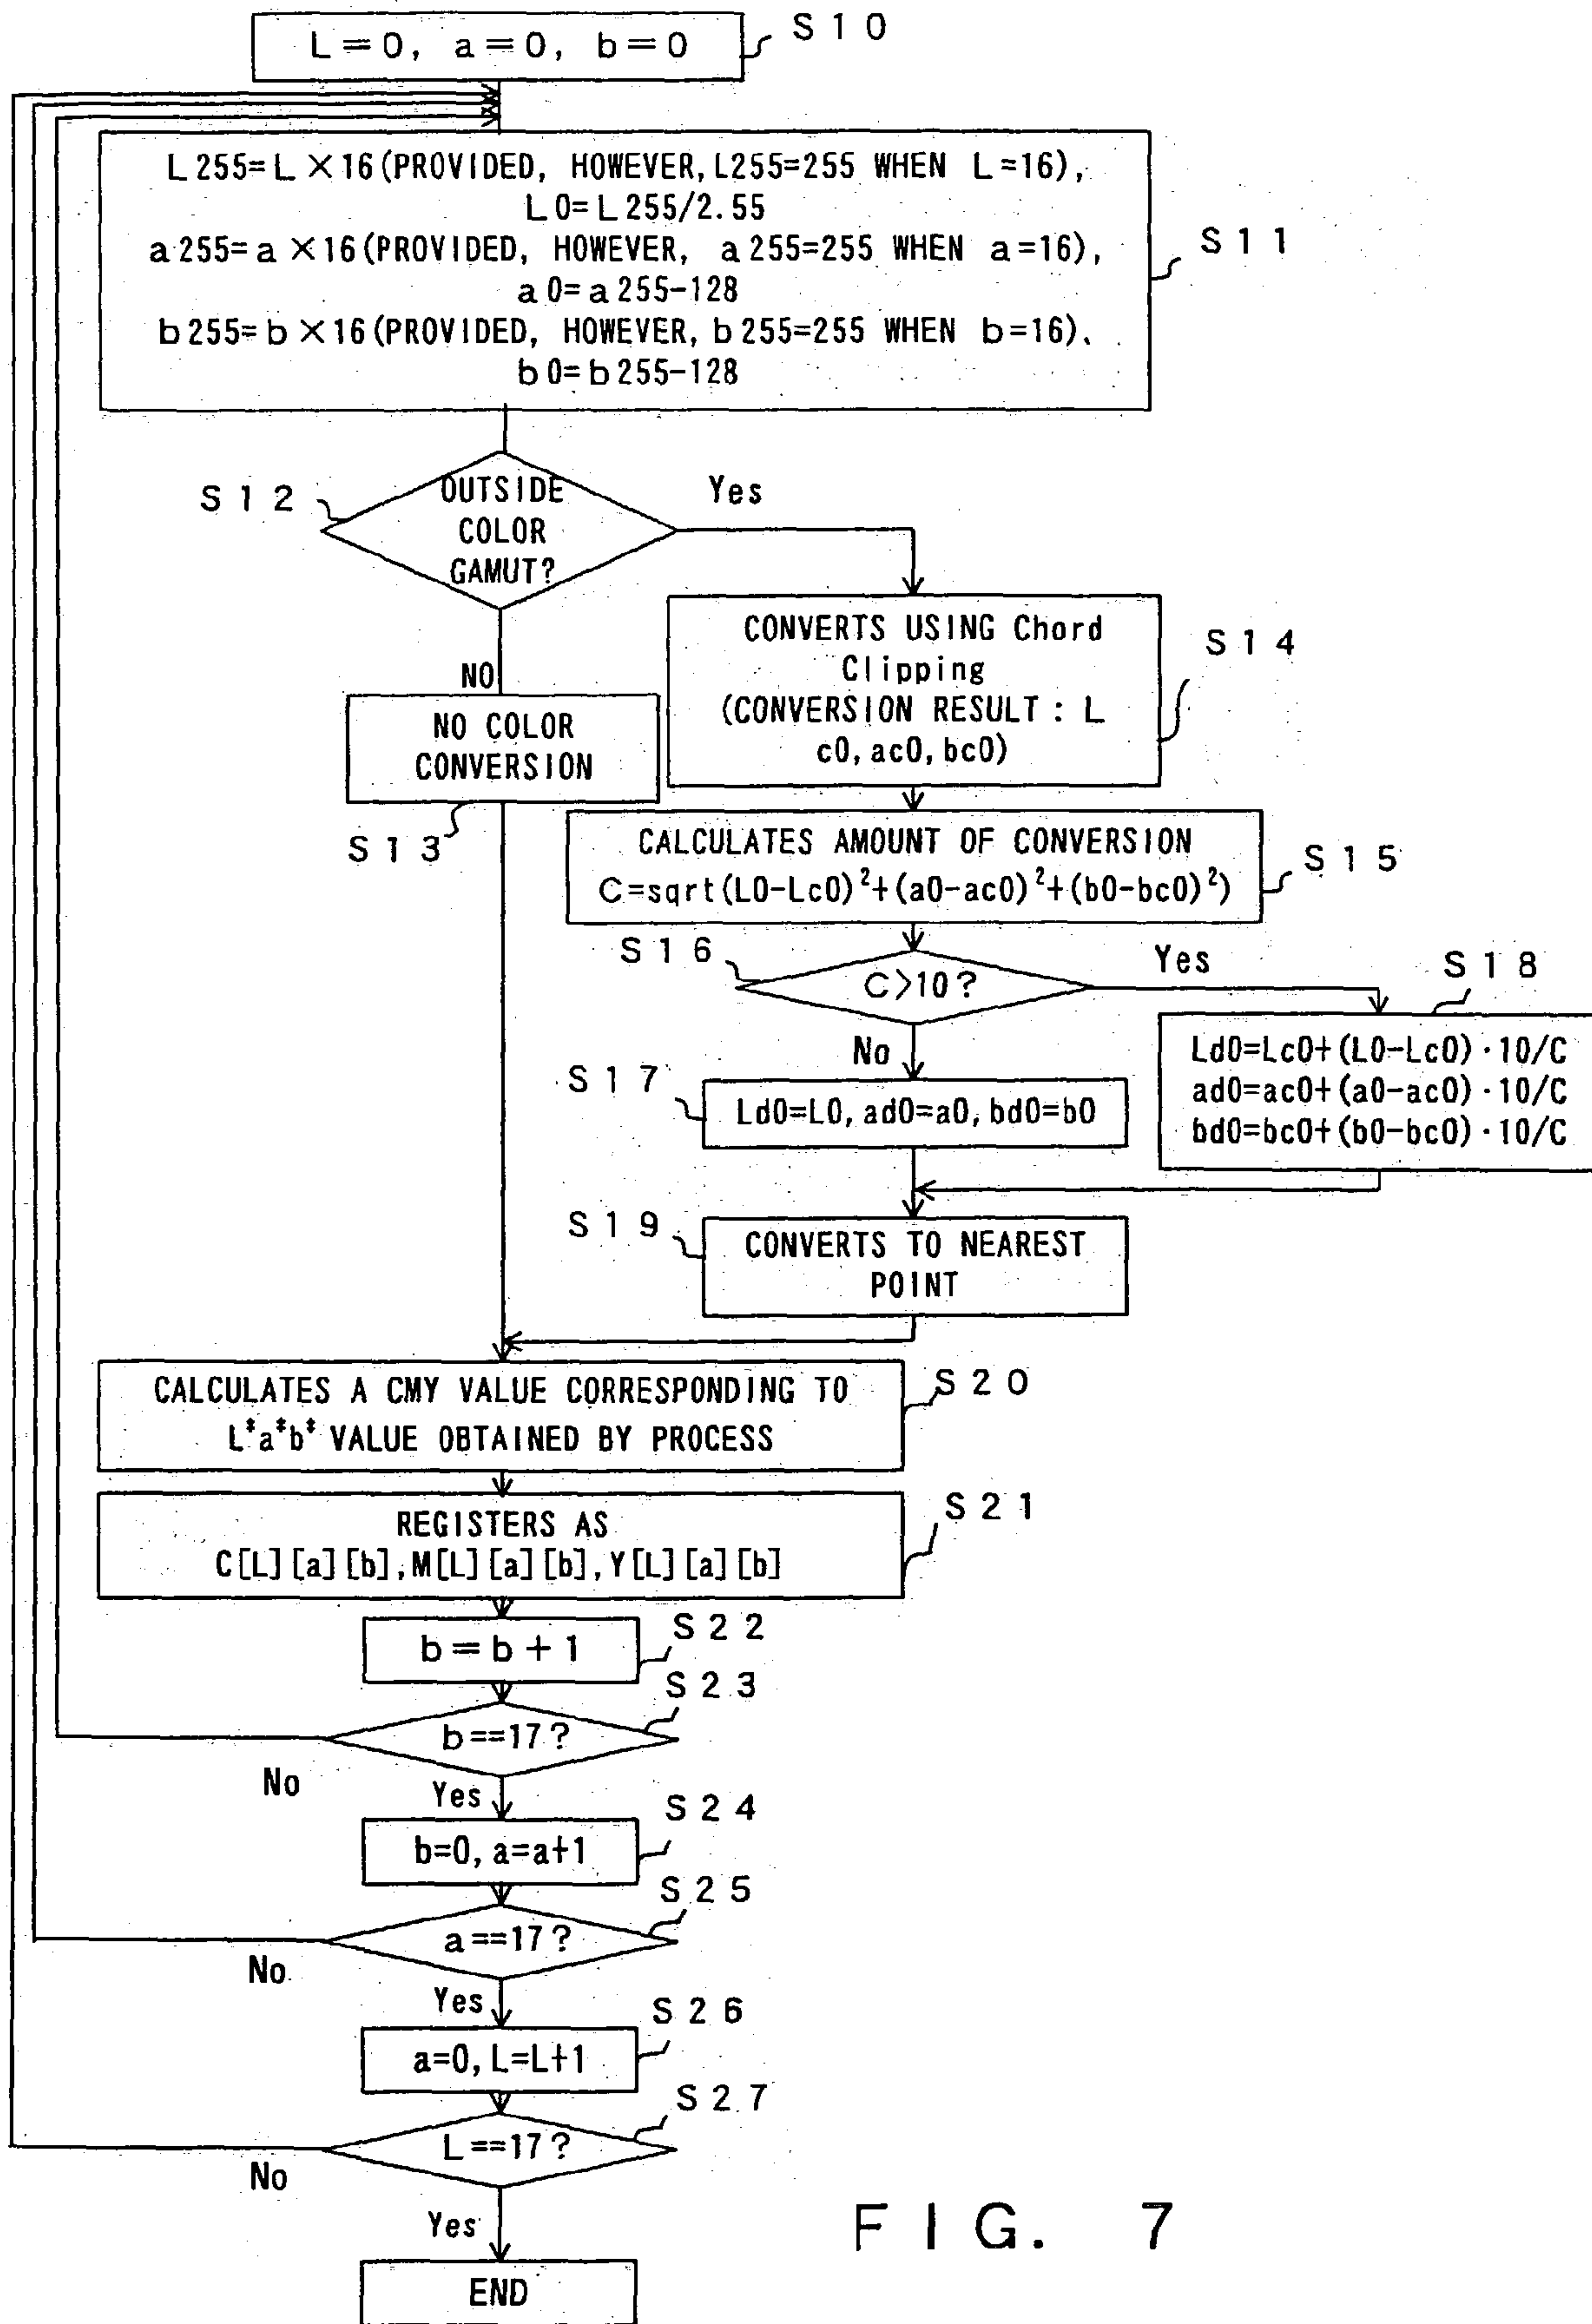 L=0, a=0, b=0
S10
L255=L×16(PROVIDED, HOWEVER, L255=255 WHEN L=16),
L0=L255/2.55
a255=a×16(PROVIDED, HOWEVER, a255=255 WHEN a=16),
a0=a255-128
b255=b×16(PROVIDED, HOWEVER, b255=255 WHEN b=16).
b0=b255-128
S11
S12
OUTSIDE
COLOR
GAMUT?
Yes
NO
CONVERTS USING Chord
Clipping
(CONVERSION RESULT: L
c0, ac0, bc0)
S14
NO COLOR
CONVERSION
S13
CALCULATES AMOUNT OF CONVERSION
C=sqrt(L0-Lc0)²+(a0-ac0)²+(b0-bc0)²)
S15
S16
C>10?
Yes
S18
No
Ld0=Lc0+(L0-Lc0)·10/C
ad0=ac0+(a0-ac0)·10/C
bd0=bc0+(b0-bc0)·10/C
S17
Ld0=L0, ad0=a0, bd0=b0
S19
CONVERTS TO NEAREST
POINT
CALCULATES A CMY VALUE CORRESPONDING TO
L*a*b* VALUE OBTAINED BY PROCESS
S20
REGISTERS AS
C[L][a][b], M[L][a][b], Y[L][a][b]
S21
b=b+1
S22
S23
b==17?
No
Yes
S24
b=0, a=a+1
S25
a==17?
No
Yes
S26
a=0, L=L+1
S27
L==17?
No
Yes
END
FIG. 7